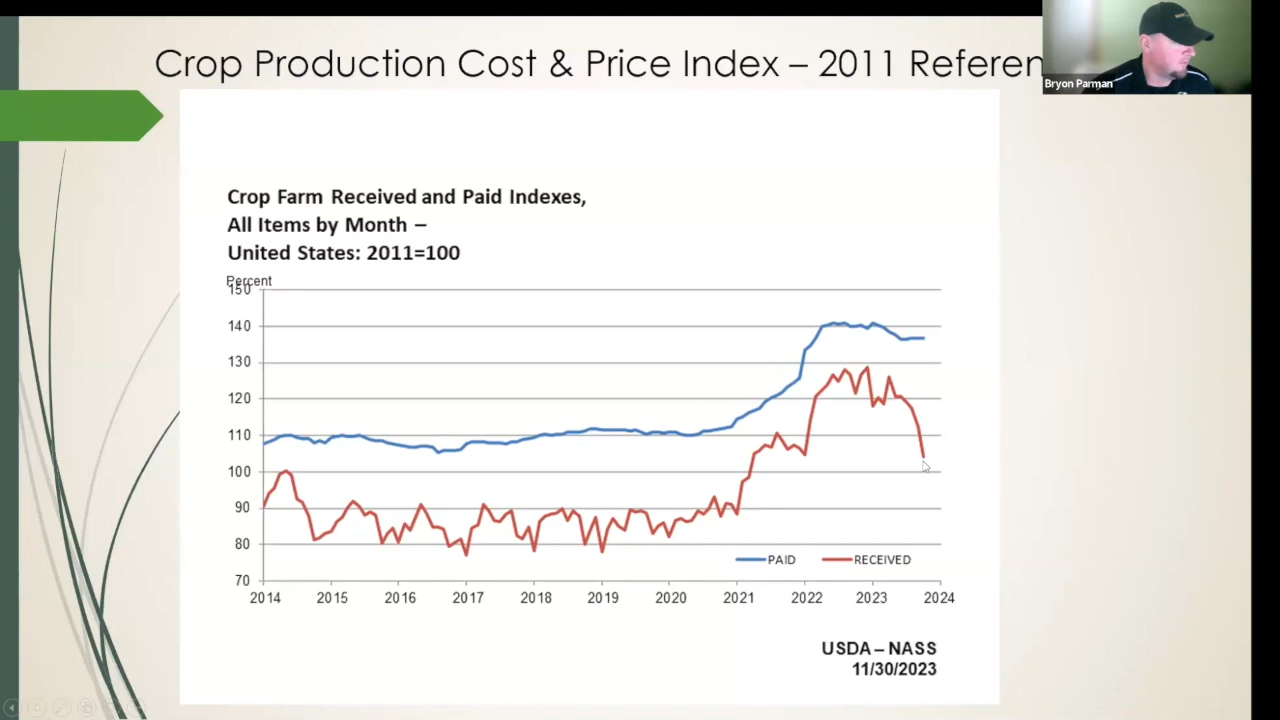 Crop Production Cost & Price Index – 2011 Referen
Bryon Parman
Crop Farm Received and Paid Indexes,
All Items by Month –
United States: 2011=100
Percent
150
140
130
120
110
100
90
80
70
PAID RECEIVED
2014 2015 2016 2017 2018 2019 2020 2021 2022 2023 2024
USDA – NASS
11/30/2023